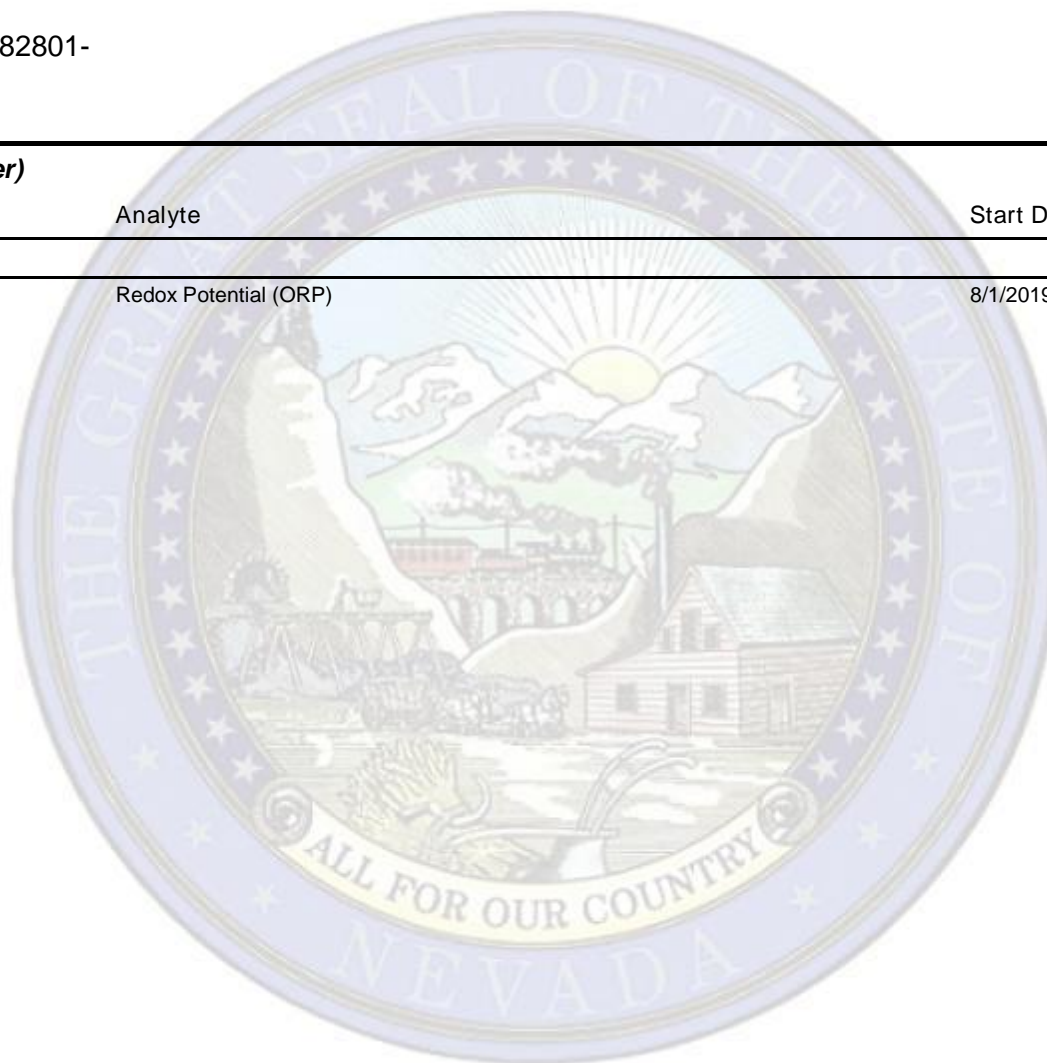 82801-
er)
Analyte Start D
Redox Potential (ORP) 8/1/2019
THE GREAT SEAL OF THE STATE OF
ALL FOR OUR COUNTRY
NEVADA